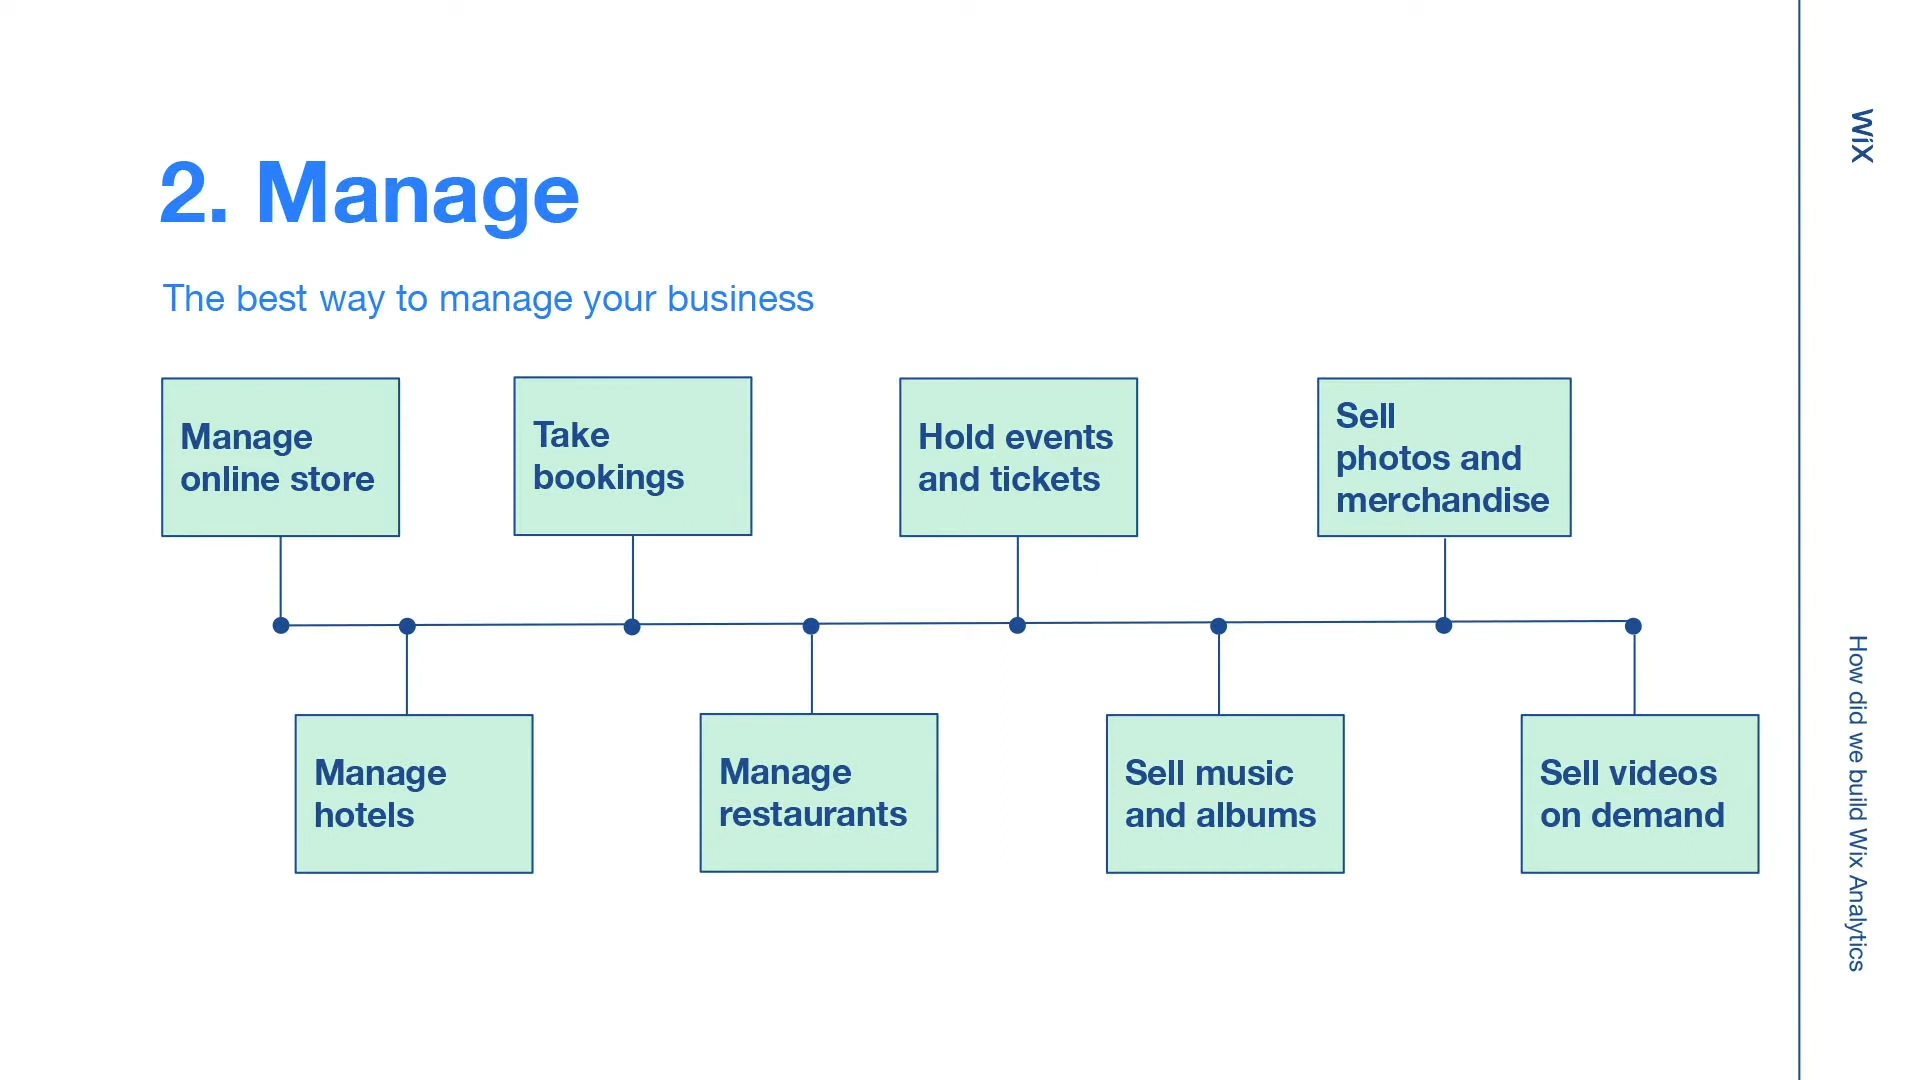 2. Manage
The best way to manage your business
Manage
online store
Take
bookings
Hold events
and tickets
Sell
photos and
merchandise
Manage
hotels
Manage
restaurants
Sell music
and albums
Sell videos
on demand
WiX
How did we build Wix Analytics